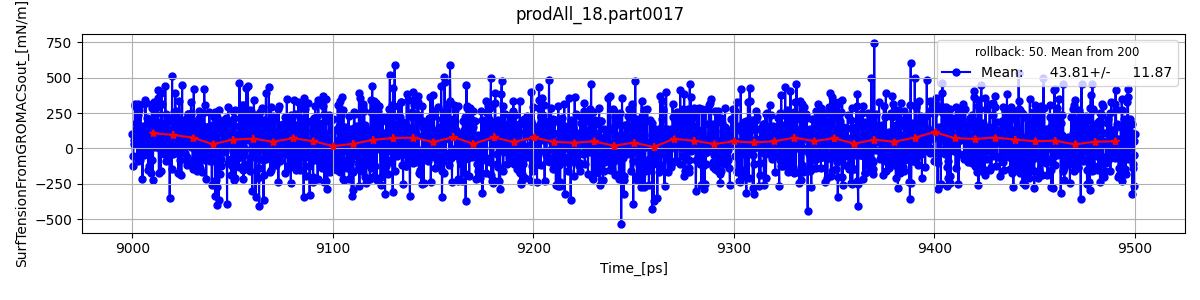 prodAll_18.part0017
SurfTensionFromGROMACSout_[mN/m]
750
500
250
0
−250
−500
rollback: 50. Mean from 200
Mean: 43.81+/- 11.87
9000
9100
9200
9300
9400
9500
Time_[ps]